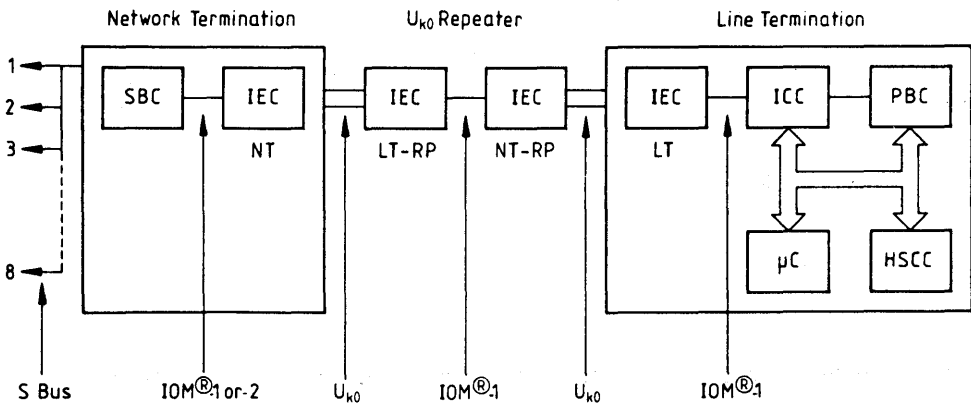 Network Termination
Uk0 Repeater
Line Termination
1
2
3
8
SBC
IEC
NT
IEC
LT-RP
IEC
NT-RP
IEC
LT
ICC
PBC
µC
HSCC
S Bus
IOM®-1 or-2
Uk0
IOM®-1
Uk0
IOM®-1